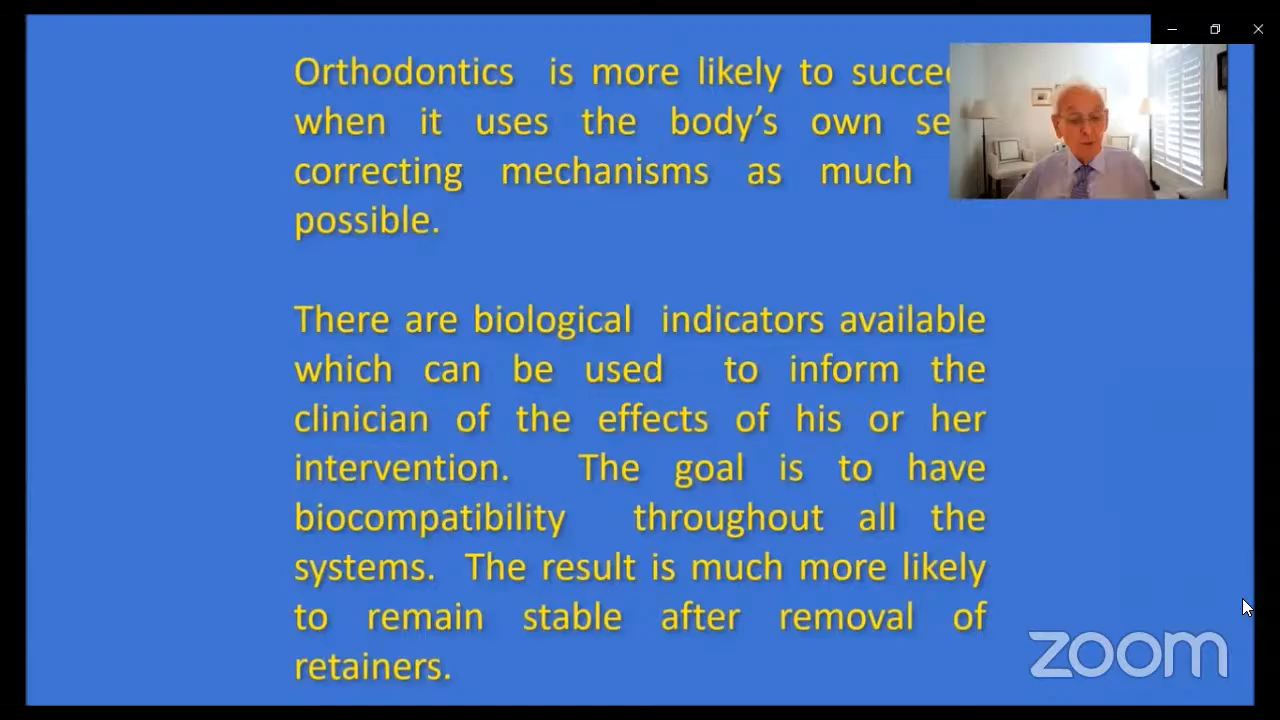 Orthodontics is more likely to
when it uses the body's own
correcting mechanisms as much
possible.
There are biological indicators available
which can be used to inform the
clinician of the effects of his or her
intervention. The goal is to have
biocompatibility throughout all the
systems. The result is much more likely
to remain stable after removal of
retainers.
zoom